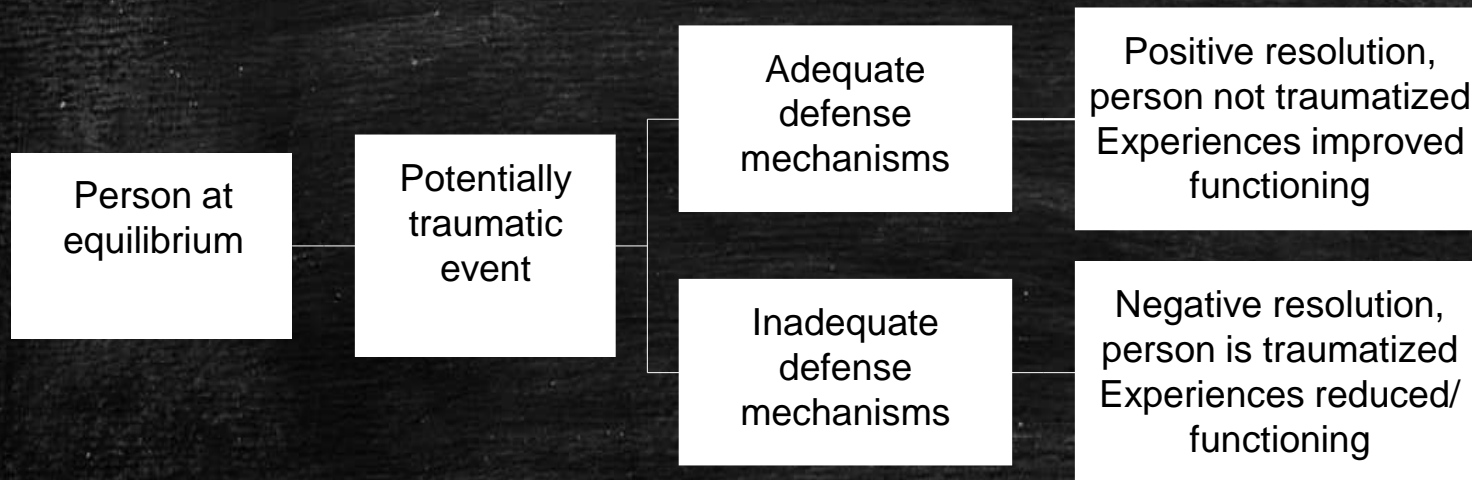 Person at
equilibrium
Potentially
traumatic
event
Adequate
defense
mechanisms
Positive resolution,
person not traumatized
Experiences improved
functioning
Inadequate
defense
mechanisms
Negative resolution,
person is traumatized
Experiences reduced/
functioning